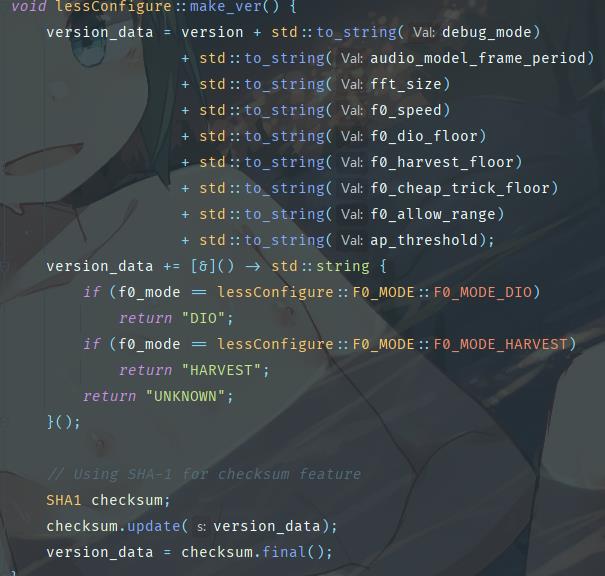 void lessConfigure::make_ver() {
    version_data = version + std::to_string( Val: debug_mode)
                   + std::to_string( Val: audio_model_frame_period)
                   + std::to_string( Val: fft_size)
                   + std::to_string( Val: f0_speed)
                   + std::to_string( Val: f0_dio_floor)
                   + std::to_string( Val: f0_harvest_floor)
                   + std::to_string( Val: f0_cheap_trick_floor)
                   + std::to_string( Val: f0_allow_range)
                   + std::to_string( Val: ap_threshold);
    version_data += [&]() -> std::string {
        if (f0_mode == lessConfigure::F0_MODE::F0_MODE_DIO)
            return "DIO";
        if (f0_mode == lessConfigure::F0_MODE::F0_MODE_HARVEST)
            return "HARVEST";
        return "UNKNOWN";
    }();

    // Using SHA-1 for checksum feature
    SHA1 checksum;
    checksum.update( s: version_data);
    version_data = checksum.final();
}